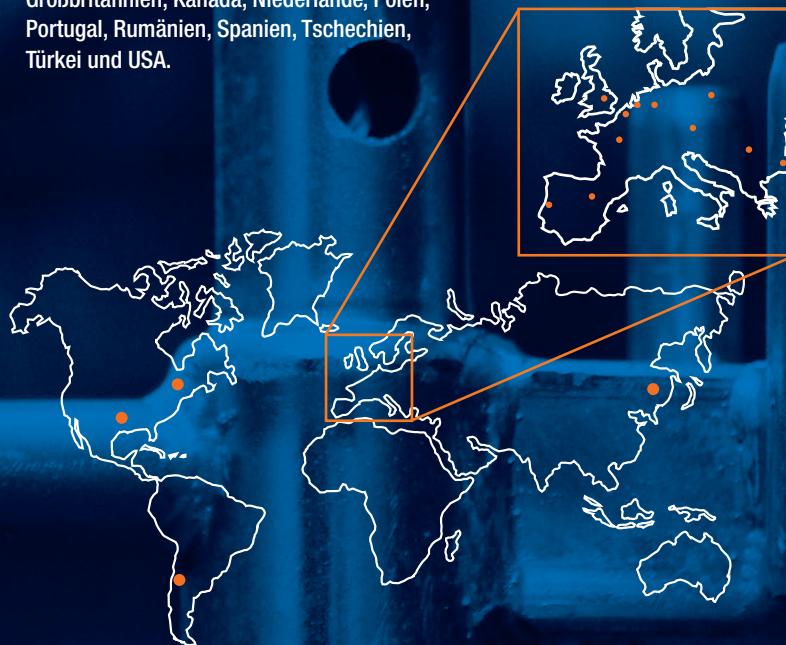 Großbritannien, Kanada, Niederlande, Polen,
Portugal, Rumänien, Spanien, Tschechien,
Türkei und USA.